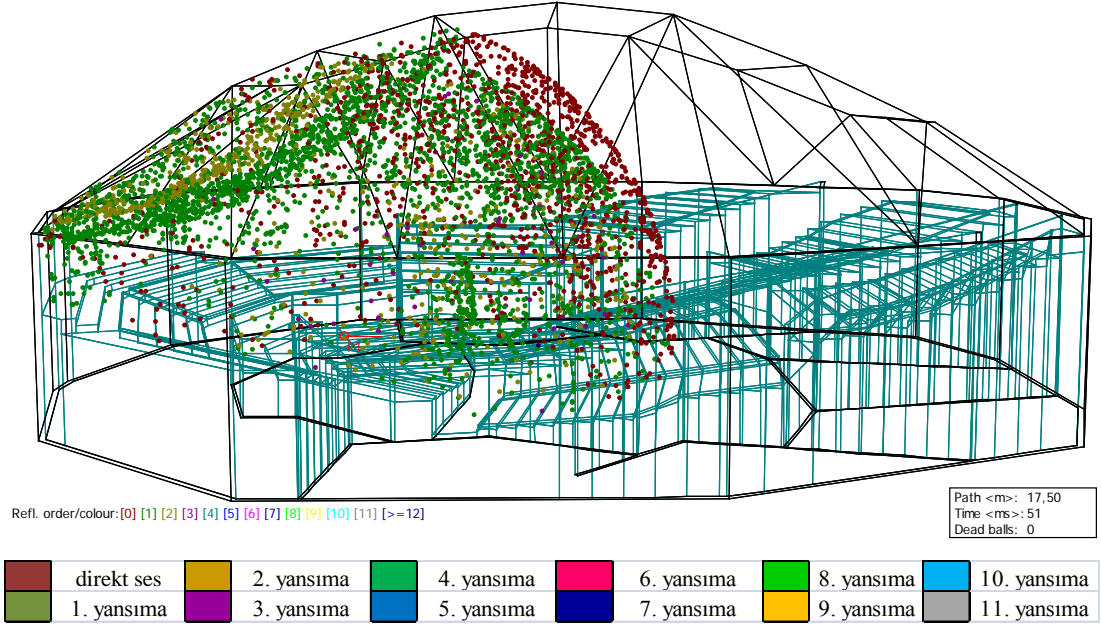 Path <m>: 17,50
Time <ms>: 51
Dead balls: 0
Refl. order/colour:[0] [1] [2] [3] [4] [5] [6] [7] [8] [9] [10] [11] [>=12]
direkt ses 2. yansıma 4. yansıma 6. yansıma 8. yansıma 10. yansıma
1. yansıma 3. yansıma 5. yansıma 7. yansıma 9. yansıma 11. yansıma